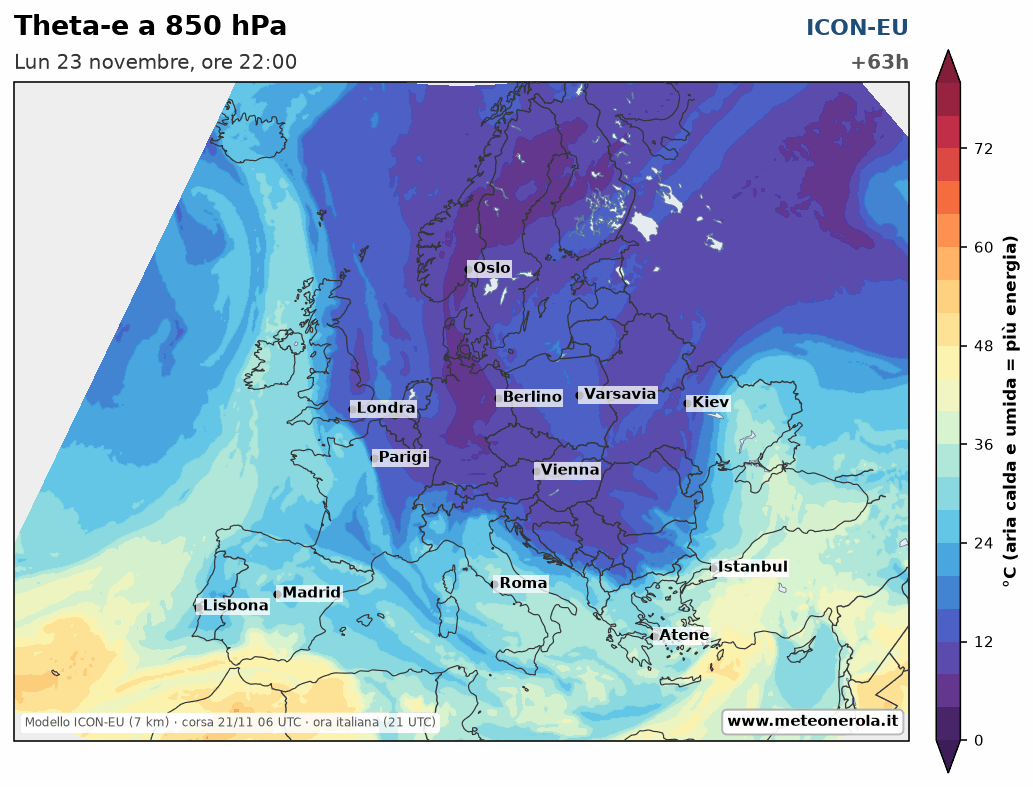 Theta-e a 850 hPa
ICON-EU
Lun 23 novembre, ore 22:00
+63h
Oslo
Londra
Berlino
Varsavia
Kiev
Parigi
Vienna
Istanbul
Roma
Madrid
Lisbona
Atene
72
60
48
36
24
12
0
°C (aria calda e umida = più energia)
Modello ICON-EU (7 km) · corsa 21/11 06 UTC · ora italiana (21 UTC)
www.meteonerola.it